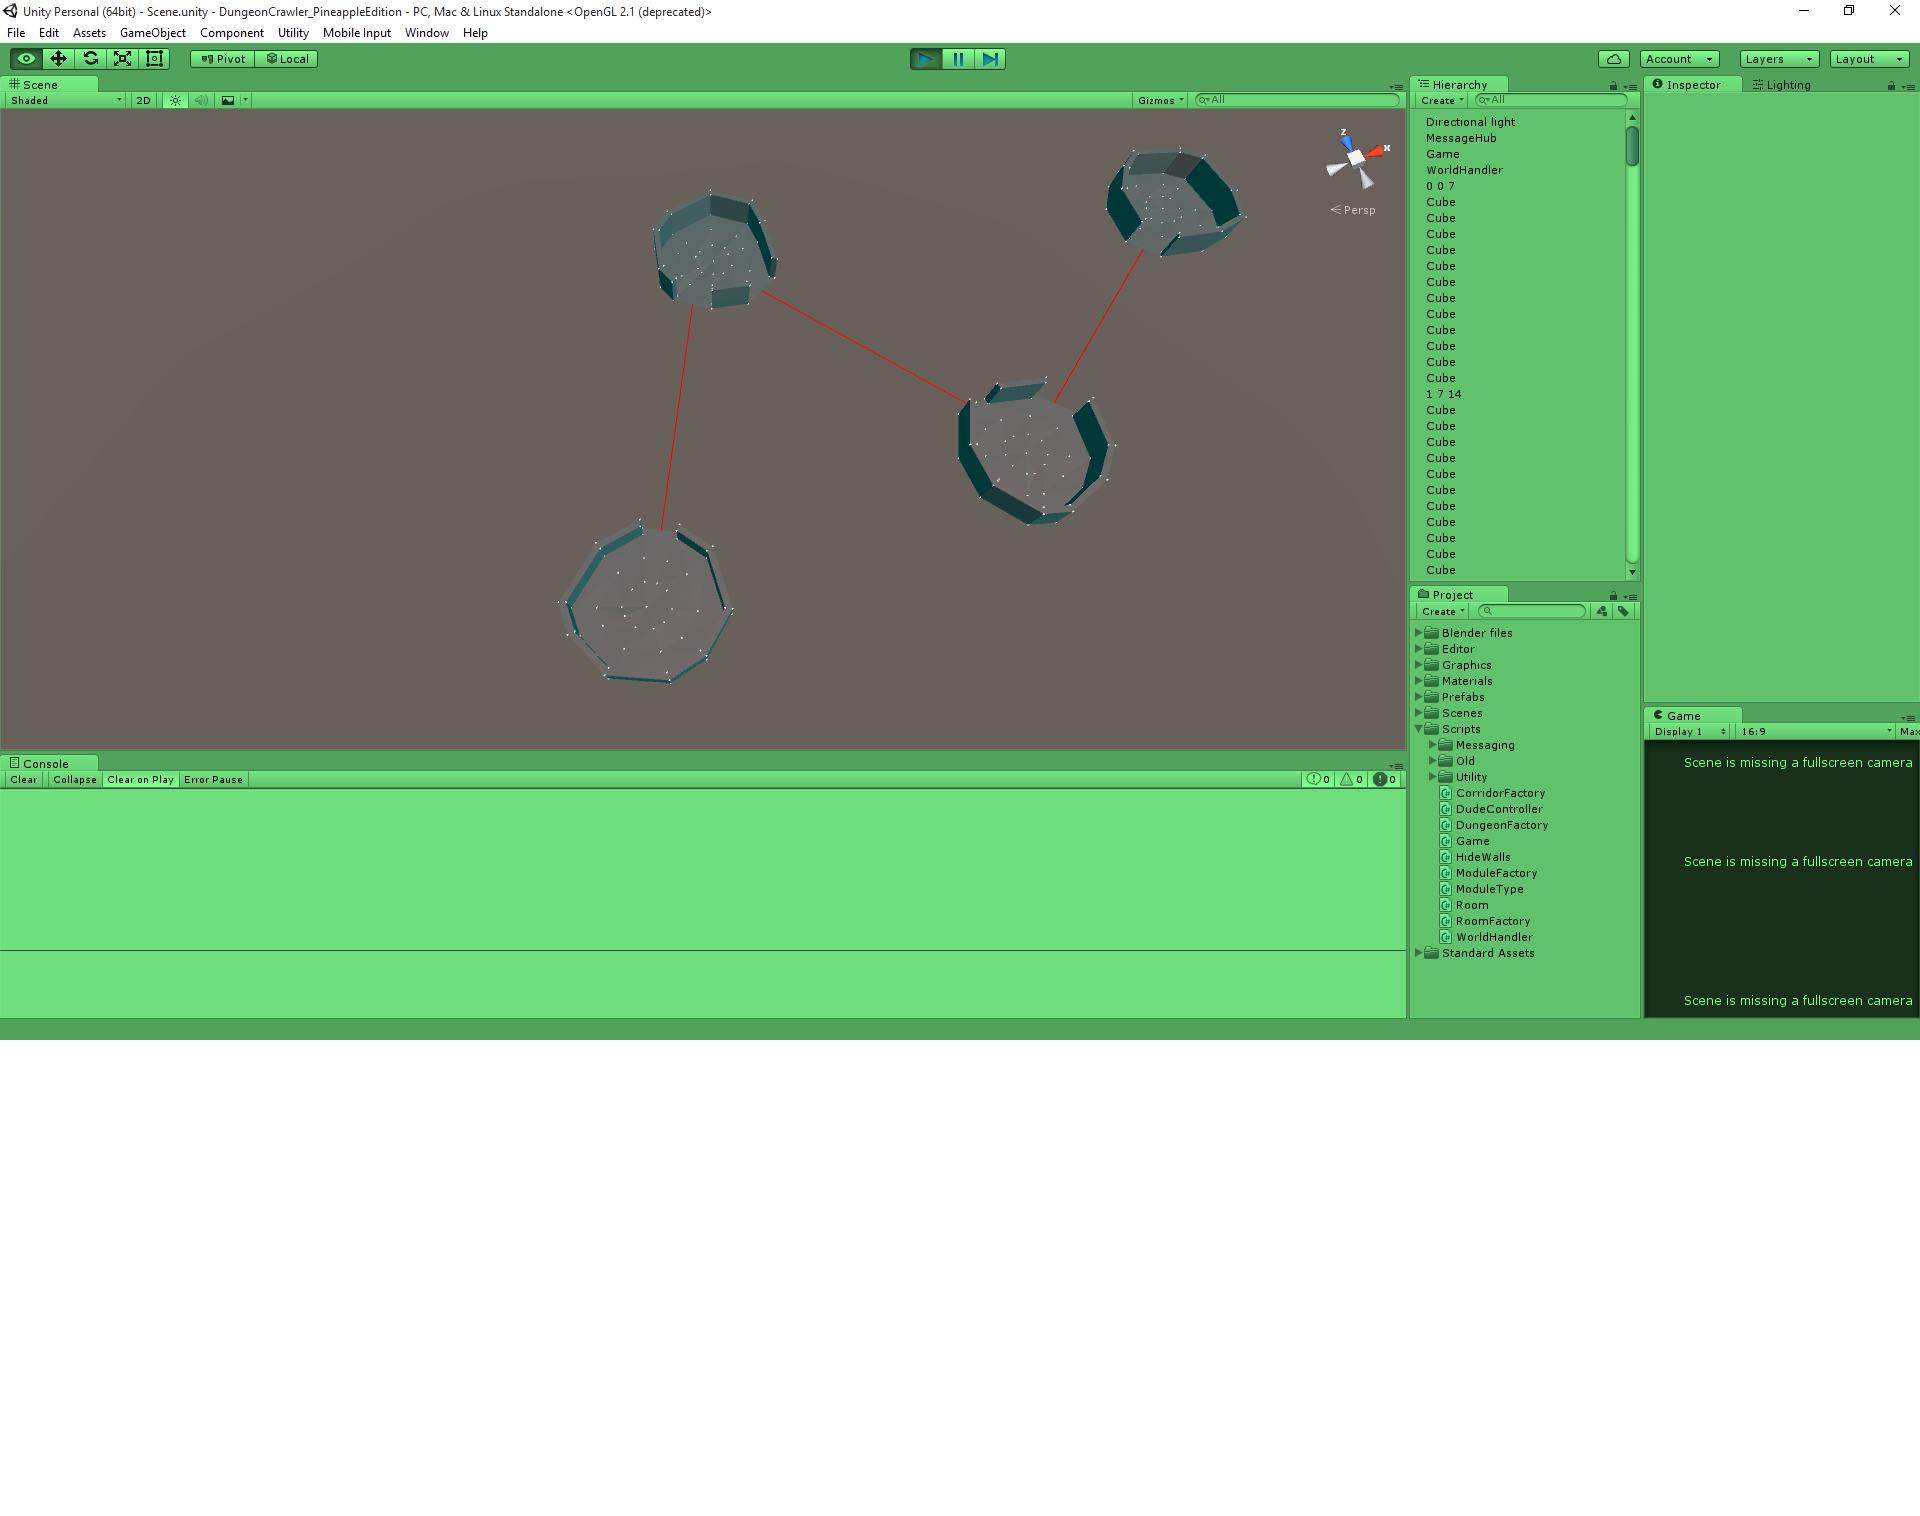 Unity Personal (64bit) - Scene.unity - DungeonCrawler_PineappleEdition - PC, Mac & Linux Standalone <OpenGL 2.1 (deprecated)>
File Edit Assets GameObject Component Utility Mobile Input Window Help
Pivot Local Account Layers Layout
Scene
Shaded 2D Gizmos All
z
x
Persp
Hierarchy
Create All
Directional light
MessageHub
Game
WorldHandler
0 0 7
Cube
Cube
Cube
Cube
Cube
Cube
Cube
Cube
Cube
Cube
Cube
Cube
1 7 14
Cube
Cube
Cube
Cube
Cube
Cube
Cube
Cube
Cube
Cube
Cube
Inspector Lighting
Project
Create
Blender files
Editor
Graphics
Materials
Prefabs
Scenes
Scripts
Messaging
Old
Utility
CorridorFactory
DudeController
DungeonFactory
Game
HideWalls
ModuleFactory
ModuleType
Room
RoomFactory
WorldHandler
Standard Assets
Game
Display 1 16:9 Max
Scene is missing a fullscreen camera
Scene is missing a fullscreen camera
Scene is missing a fullscreen camera
Console
Clear Collapse Clear on Play Error Pause 0 0 0